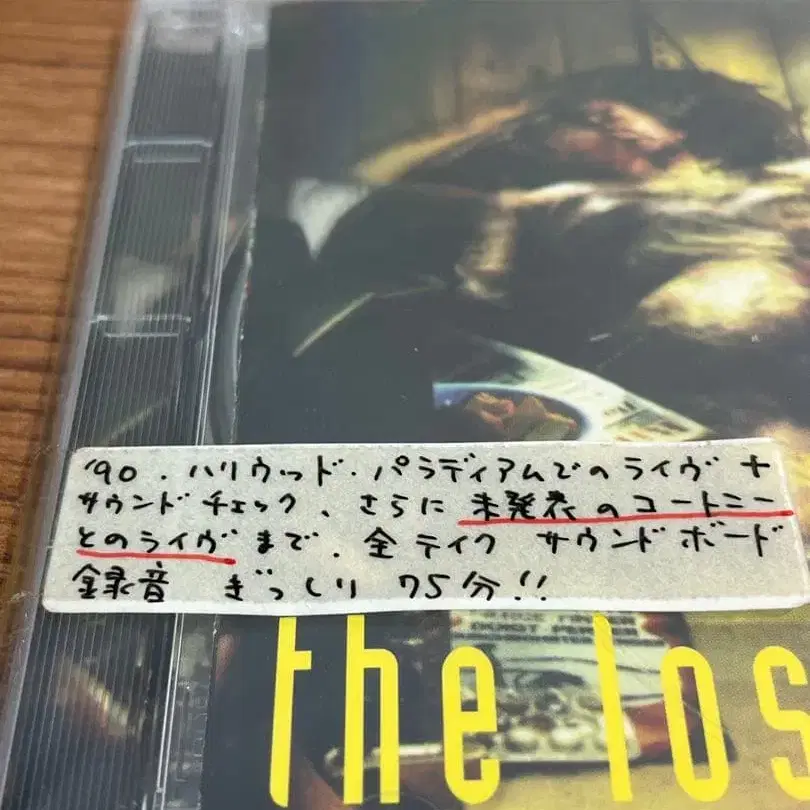 '90．ハリウッド・パラディアムでのライヴ＋
サウンドチェック、さらに未発表のコートニー
とのライヴまで、全テイク サウンドボード
録音 ぎっしり 75分!!
the los